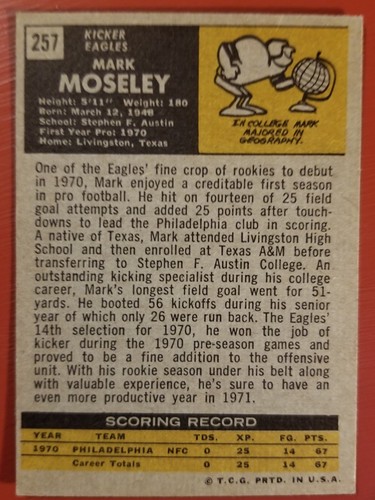 257
KICKER
EAGLES
MARK
MOSELEY
Height: 5'11" Weight: 180
Born: March 12, 1948
School: Stephen F. Austin
First Year Pro: 1970
Home: Livingston, Texas
IN COLLEGE MARK
MAJORED IN
GEOGRAPHY.
One of the Eagles' fine crop of rookies to debut
in 1970, Mark enjoyed a creditable first season
in pro football. He hit on fourteen of 25 field
goal attempts and added 25 points after touch-
downs to lead the Philadelphia club in scoring.
A native of Texas, Mark attended Livingston High
School and then enrolled at Texas A&M before
transferring to Stephen F. Austin College. An
outstanding kicking specialist during his college
career, Mark's longest field goal went for 51-
yards. He booted 56 kickoffs during his senior
year of which only 26 were run back. The Eagles'
14th selection for 1970, he won the job of
kicker during the 1970 pre-season games and
proved to be a fine addition to the offensive
unit. With his rookie season under his belt along
with valuable experience, he's sure to have an
even more productive year in 1971.
SCORING RECORD
YEAR TEAM TDS. XP. FG. PTS.
1970 PHILADELPHIA NFC 0 25 14 67
Career Totals 0 25 14 67
© T.C.G. PRTD. IN U.S.A.